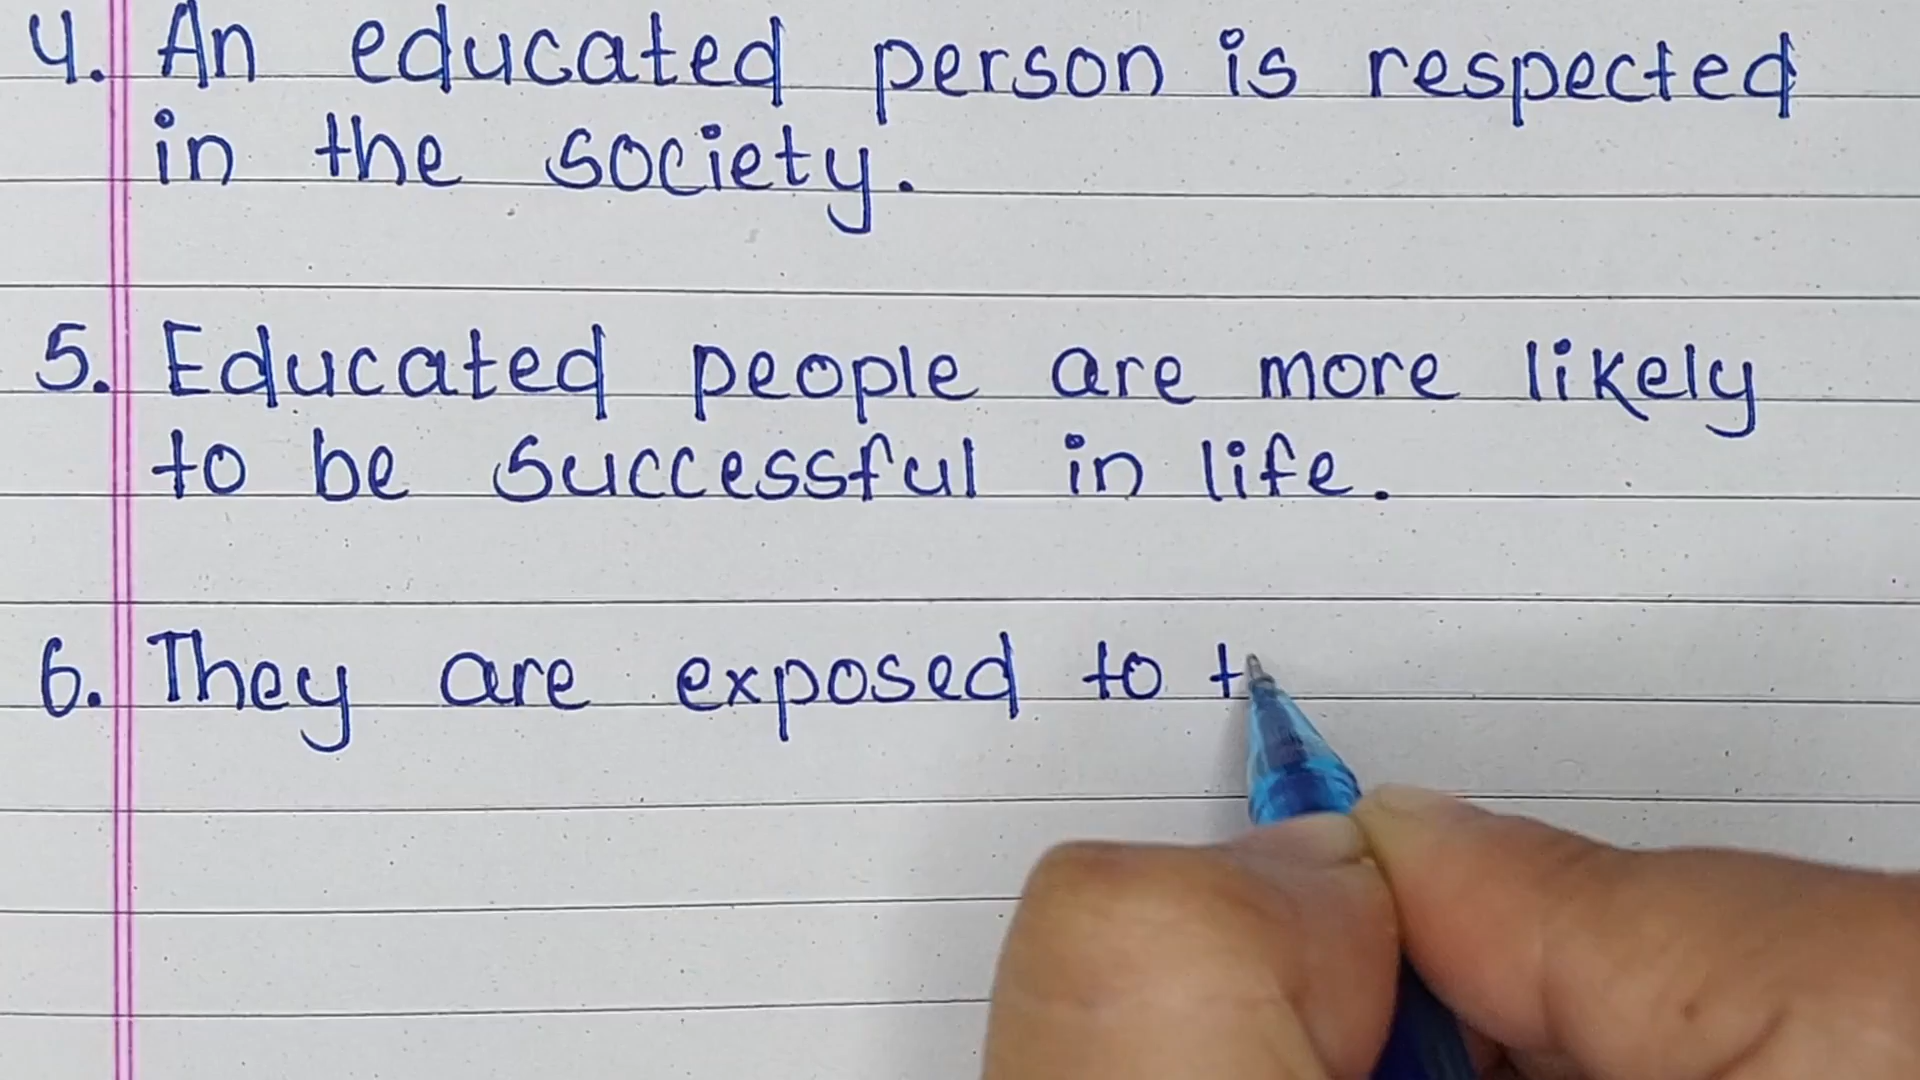 4. An educated person is respected
in the society.
5. Educated people are more likely
to be successful in life.
6. They are exposed to t